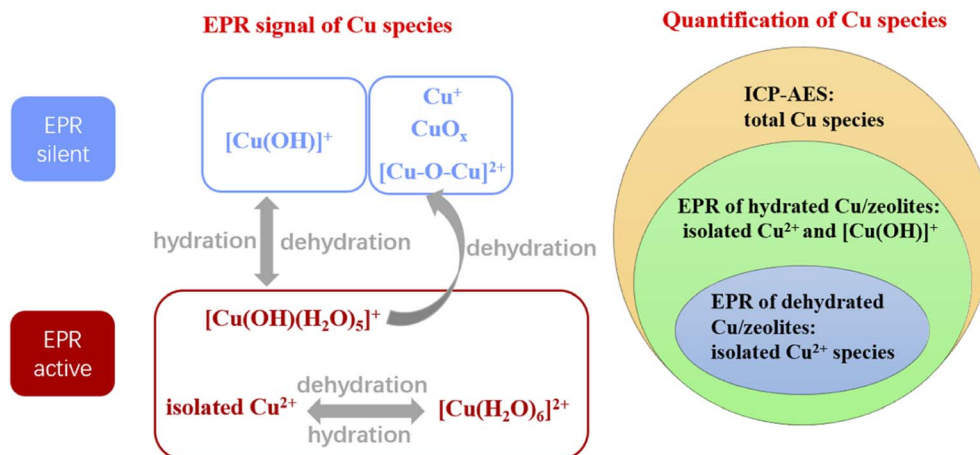 EPR signal of Cu species
EPR
silent
[Cu(OH)]⁺
Cu⁺
CuOₓ
[Cu-O-Cu]²⁺
hydration
dehydration
dehydration
EPR
active
[Cu(OH)(H₂O)₅]⁺
isolated Cu²⁺
dehydration
hydration
[Cu(H₂O)₆]²⁺
Quantification of Cu species
ICP-AES:
total Cu species
EPR of hydrated Cu/zeolites:
isolated Cu²⁺ and [Cu(OH)]⁺
EPR of dehydrated
Cu/zeolites:
isolated Cu²⁺ species